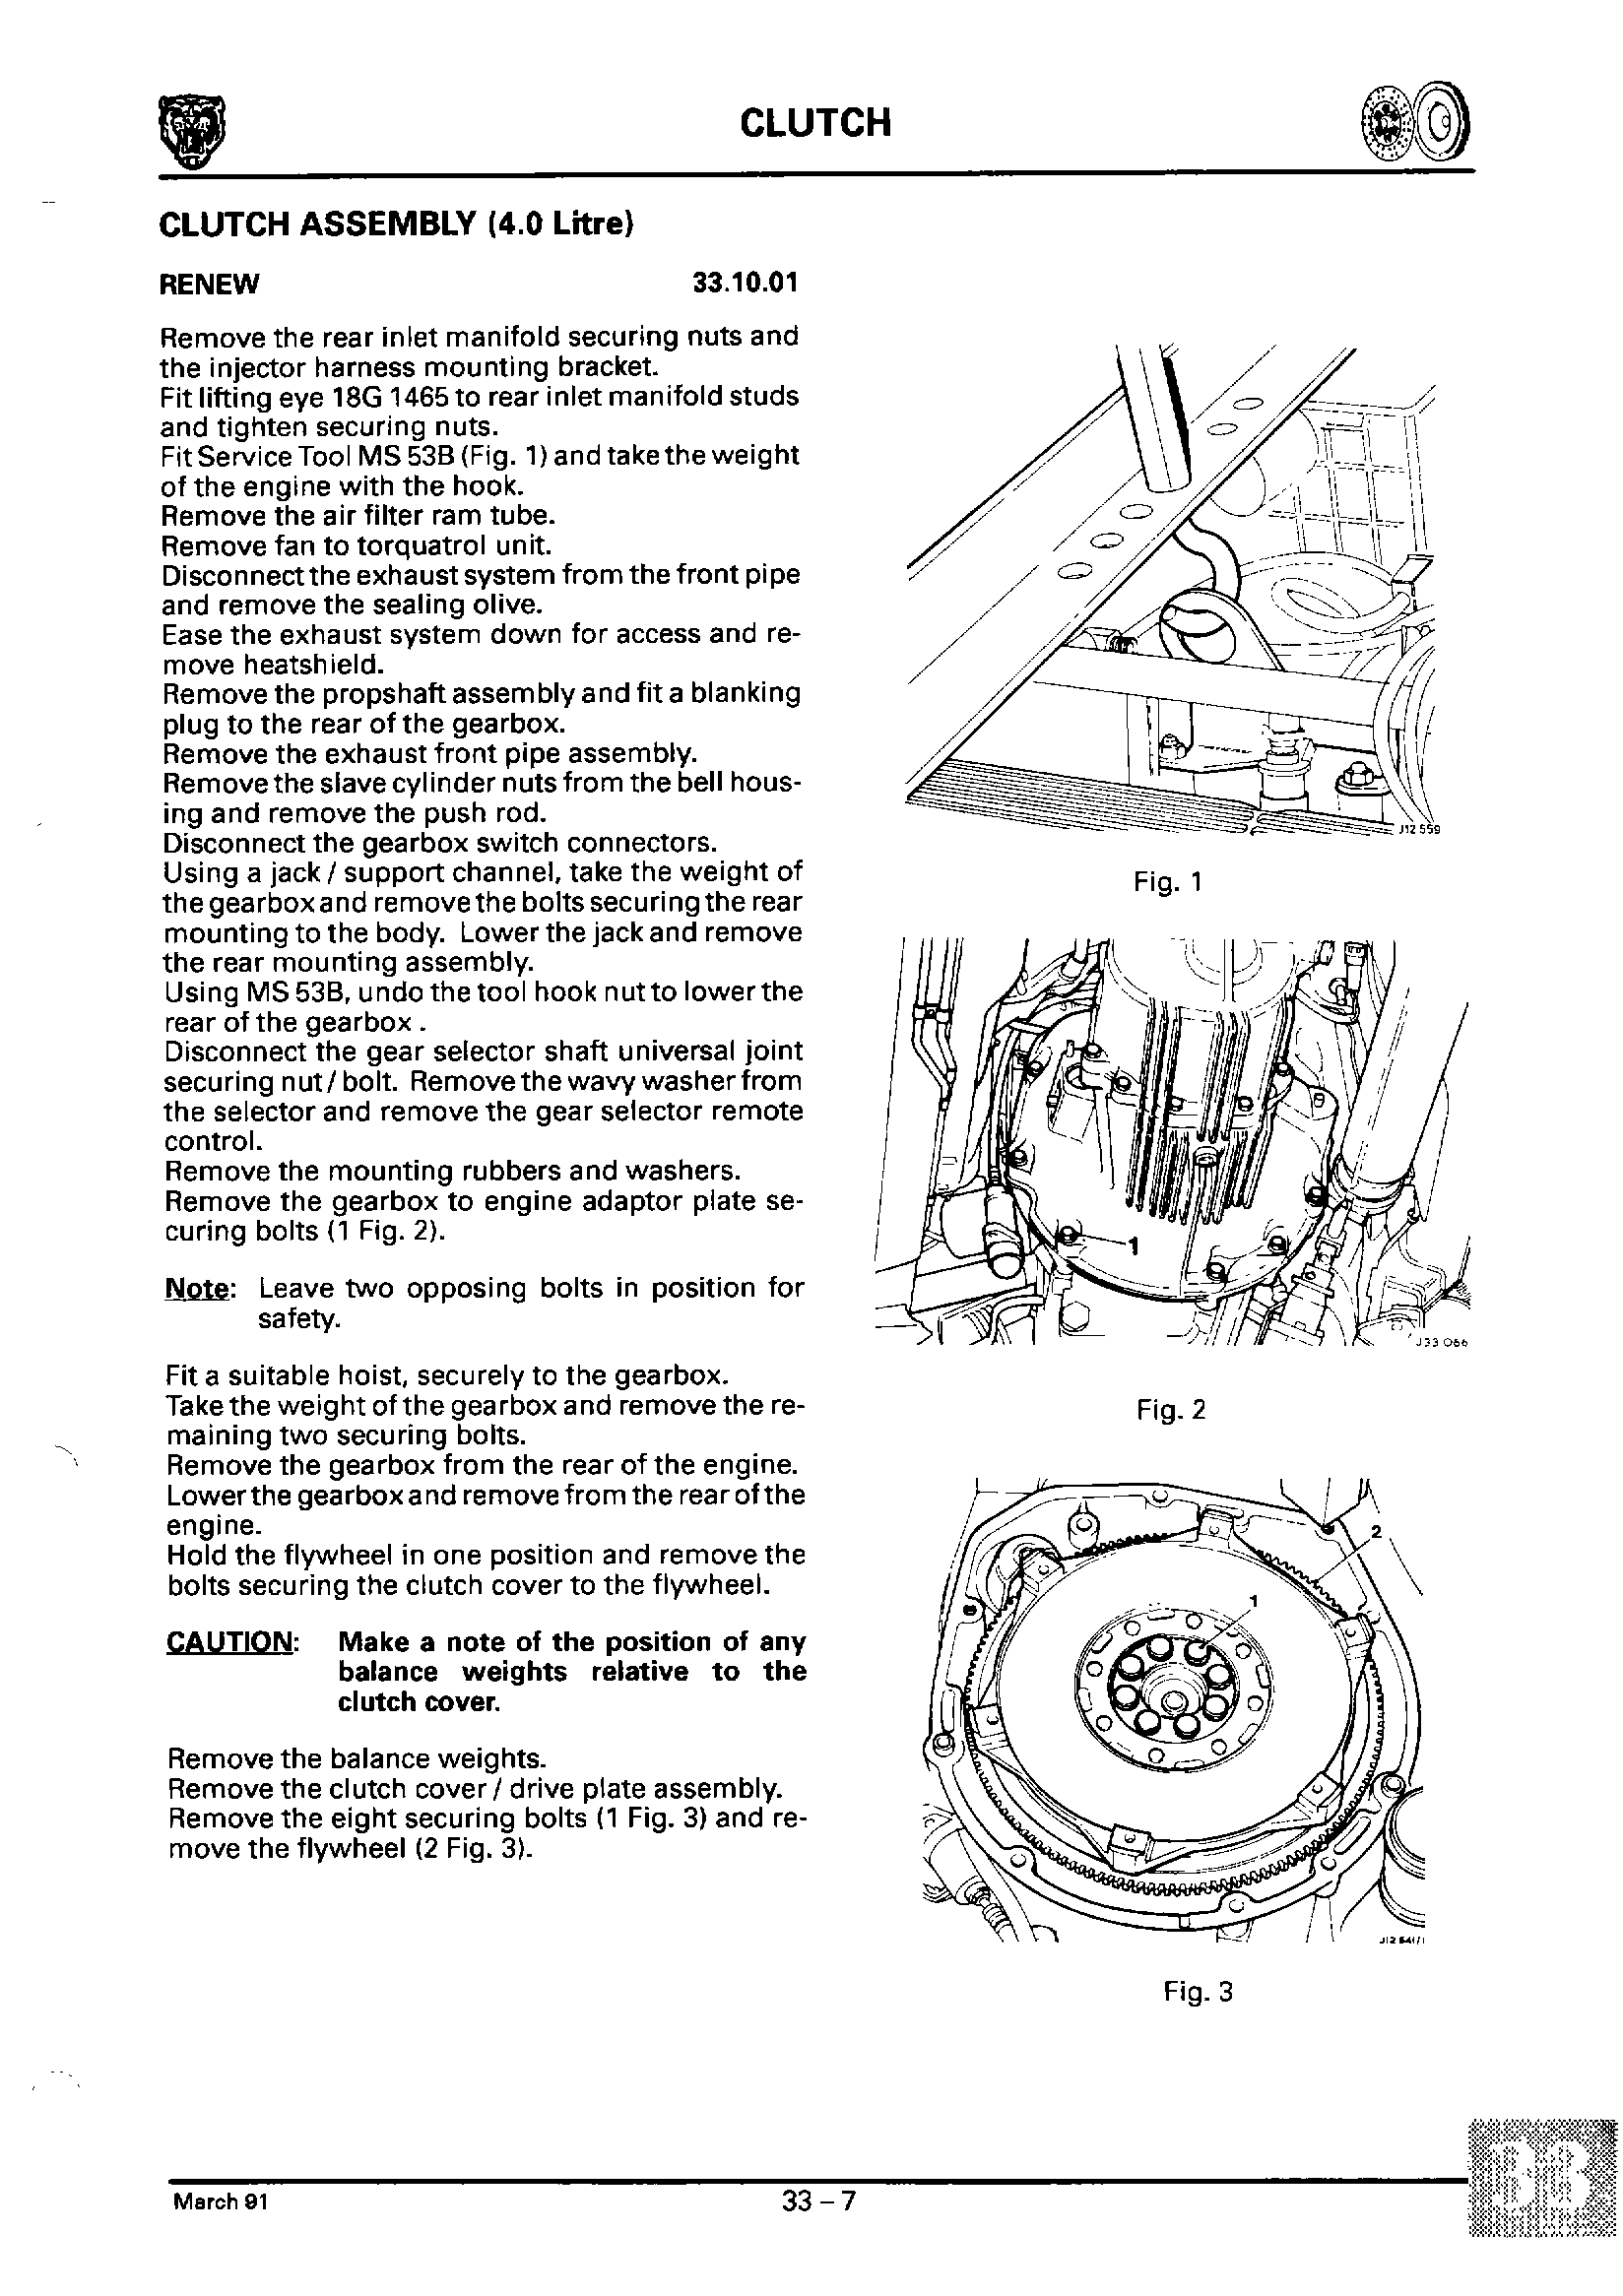 CLUTCH
CLUTCH ASSEMBLY (4.0 Litre)
RENEW 33.10.01
Remove the rear inlet manifold securing nuts and
the injector harness mounting bracket.
Fit lifting eye 18G 1465 to rear inlet manifold studs
and tighten securing nuts.
Fit Service Tool MS 53B (Fig. 1) and take the weight
of the engine with the hook.
Remove the air filter ram tube.
Remove fan to torquatrol unit.
Disconnect the exhaust system from the front pipe
and remove the sealing olive.
Ease the exhaust system down for access and re-
move heatshield.
Remove the propshaft assembly and fit a blanking
plug to the rear of the gearbox.
Remove the exhaust front pipe assembly.
Remove the slave cylinder nuts from the bell hous-
ing and remove the push rod.
Disconnect the gearbox switch connectors.
Using a jack / support channel, take the weight of
the gearbox and remove the bolts securing the rear
mounting to the body. Lower the jack and remove
the rear mounting assembly.
Using MS 53B, undo the tool hook nut to lower the
rear of the gearbox .
Disconnect the gear selector shaft universal joint
securing nut / bolt. Remove the wavy washer from
the selector and remove the gear selector remote
control.
Remove the mounting rubbers and washers.
Remove the gearbox to engine adaptor plate se-
curing bolts (1 Fig. 2).
Note: Leave two opposing bolts in position for
safety.
Fit a suitable hoist, securely to the gearbox.
Take the weight of the gearbox and remove the re-
maining two securing bolts.
Remove the gearbox from the rear of the engine.
Lower the gearbox and remove from the rear of the
engine.
Hold the flywheel in one position and remove the
bolts securing the clutch cover to the flywheel.
CAUTION: Make a note of the position of any
balance weights relative to the
clutch cover.
Remove the balance weights.
Remove the clutch cover / drive plate assembly.
Remove the eight securing bolts (1 Fig. 3) and re-
move the flywheel (2 Fig. 3).
J12 559
Fig. 1
1
J33 066
Fig. 2
2
1
Fig. 3
33
March 91
33 – 7